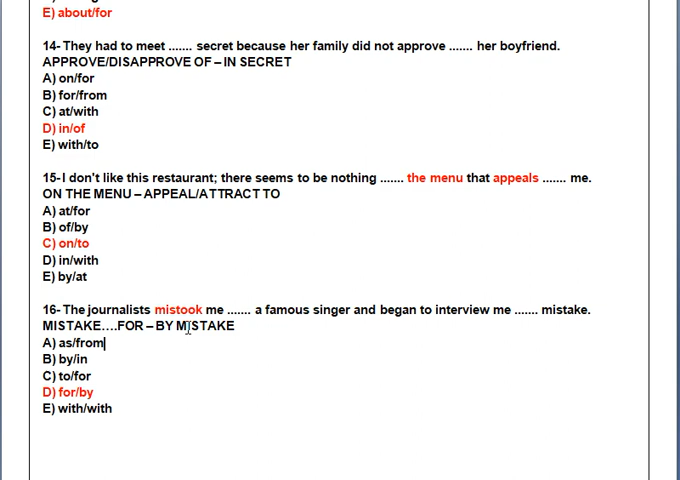 E) about/for
14- They had to meet ....... secret because her family did not approve ....... her boyfriend.
APPROVE/DISAPPROVE OF – IN SECRET
A) on/for
B) for/from
C) at/with
D) in/of
E) with/to
15- I don't like this restaurant; there seems to be nothing ....... the menu that appeals ....... me.
ON THE MENU – APPEAL/ATTRACT TO
A) at/for
B) of/by
C) on/to
D) in/with
E) by/at
16- The journalists mistook me ....... a famous singer and began to interview me ....... mistake.
MISTAKE....FOR – BY MISTAKE
A) as/from
B) by/in
C) to/for
D) for/by
E) with/with